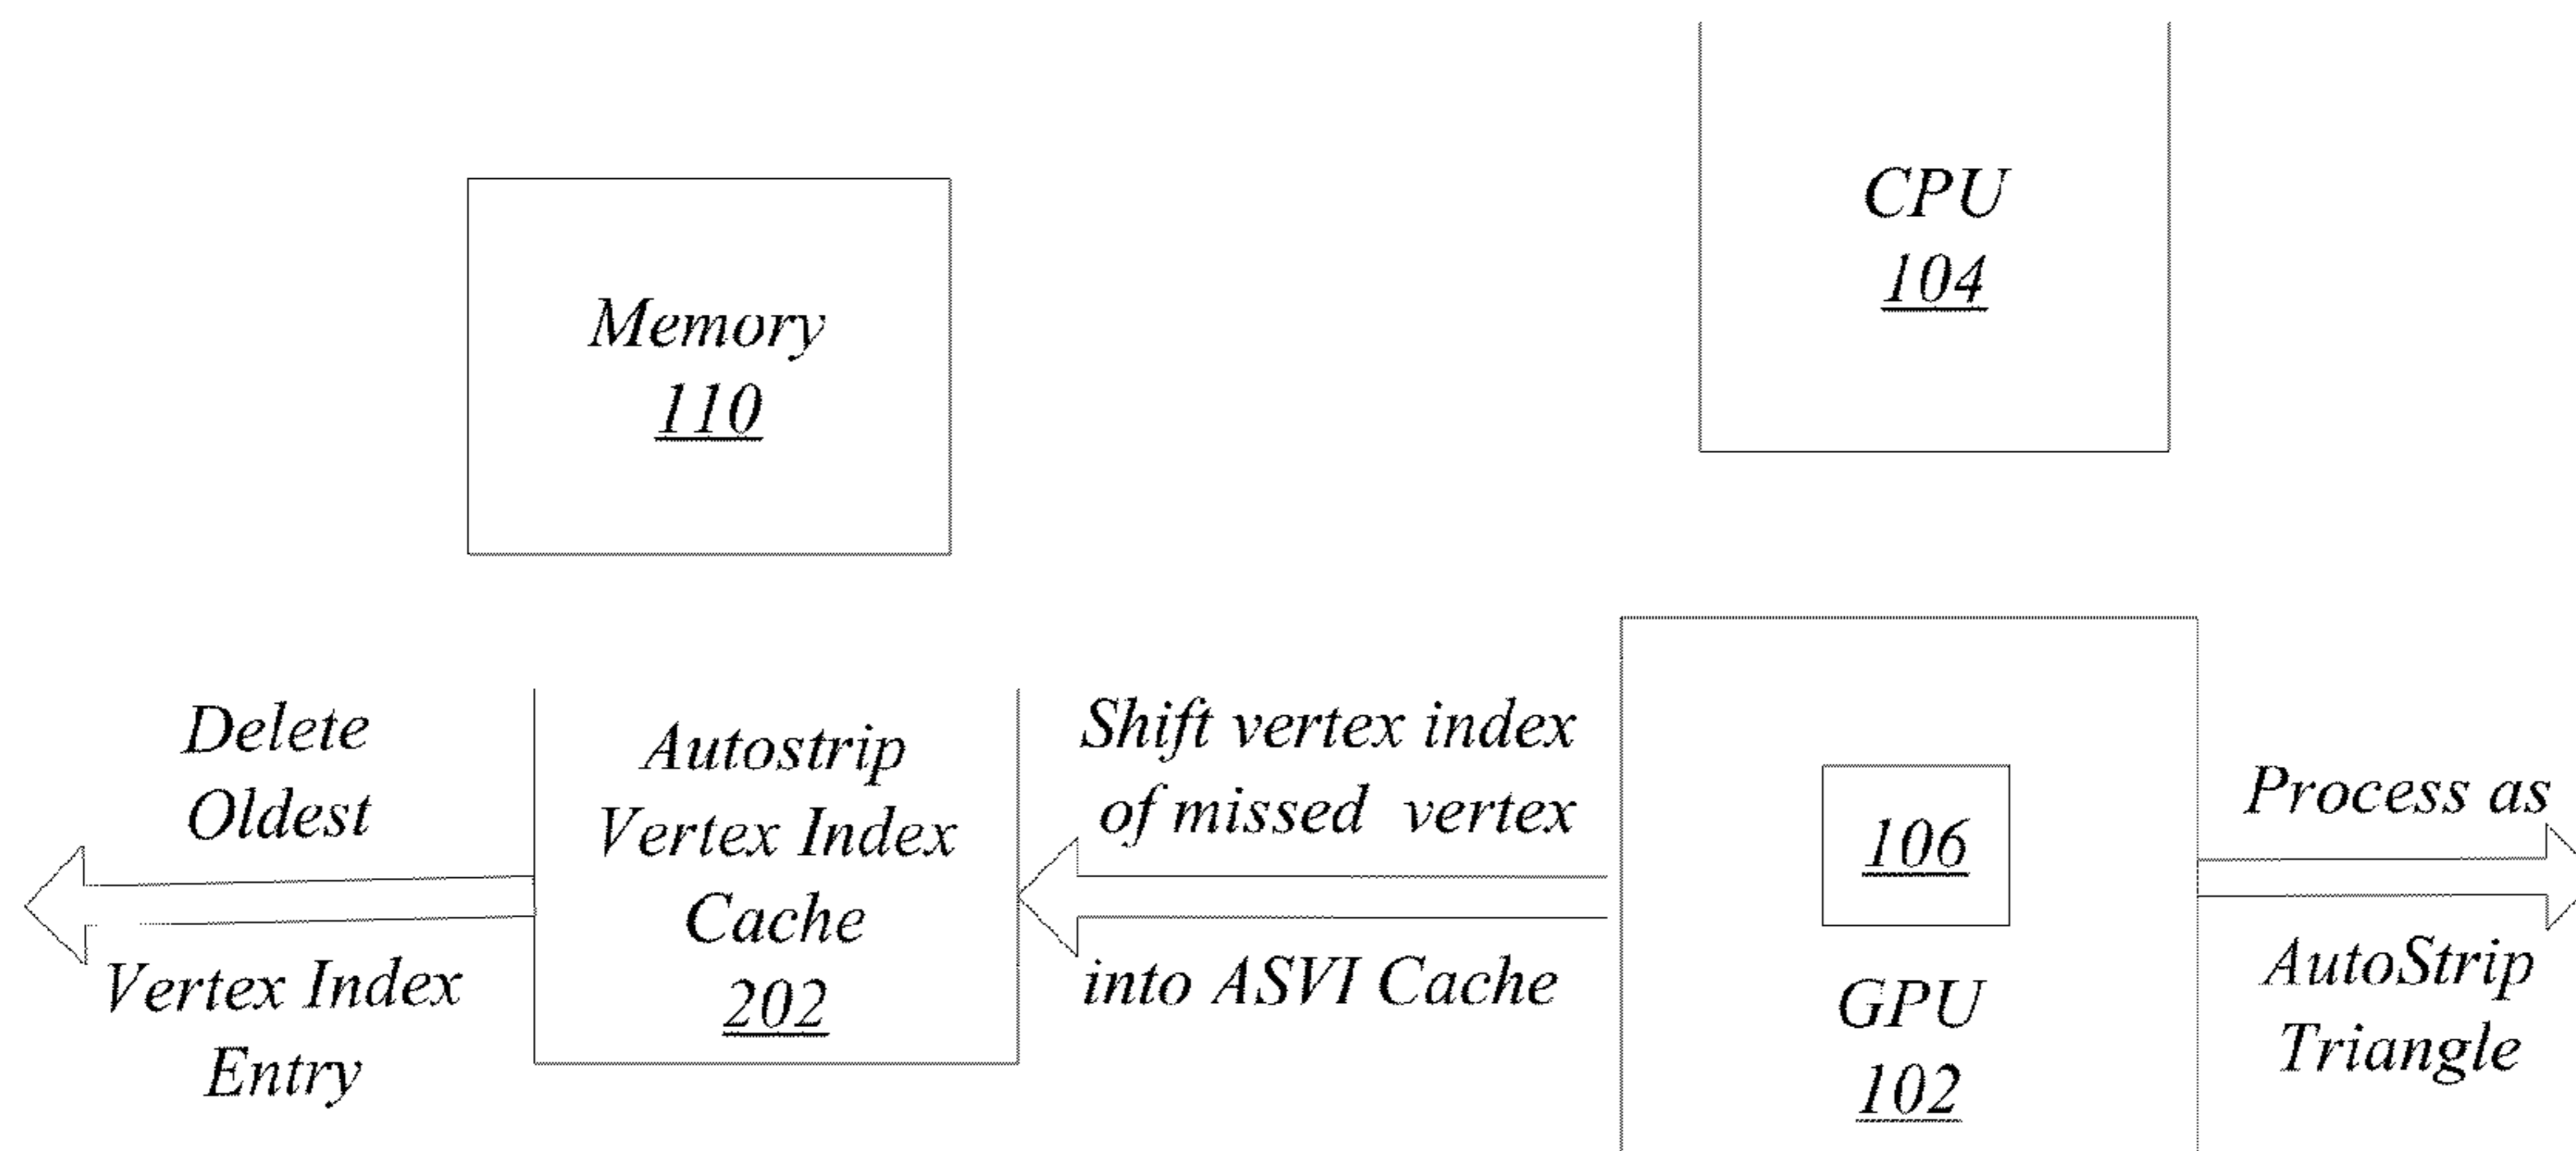 CPU
104
Memory
110
Delete
Oldest
Vertex Index
Entry
Autostrip
Vertex Index
Cache
202
Shift vertex index
of missed vertex
into ASVI Cache
106
GPU
102
Process as
AutoStrip
Triangle